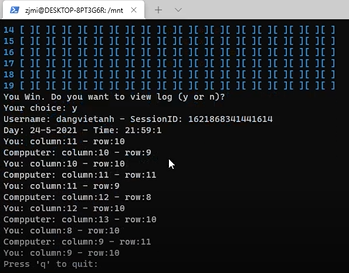 zjmi@DESKTOP-8PT3G6R: /mnt
14 [ ][ ][ ][ ][ ][ ][ ][ ][ ][ ][ ][ ][ ][ ][ ][ ][ ][ ][ ][ ]
15 [ ][ ][ ][ ][ ][ ][ ][ ][ ][ ][ ][ ][ ][ ][ ][ ][ ][ ][ ][ ]
16 [ ][ ][ ][ ][ ][ ][ ][ ][ ][ ][ ][ ][ ][ ][ ][ ][ ][ ][ ][ ]
17 [ ][ ][ ][ ][ ][ ][ ][ ][ ][ ][ ][ ][ ][ ][ ][ ][ ][ ][ ][ ]
18 [ ][ ][ ][ ][ ][ ][ ][ ][ ][ ][ ][ ][ ][ ][ ][ ][ ][ ][ ][ ]
19 [ ][ ][ ][ ][ ][ ][ ][ ][ ][ ][ ][ ][ ][ ][ ][ ][ ][ ][ ][ ]
You Win. Do you want to view log (y or n)?
Your choice: y
Username: dangvietanh - SessionID: 1621868341441614
Day: 24-5-2021 - Time: 21:59:1
You: column:11 - row:10
Compputer: column:10 - row:9
You: column:10 - row:10
Compputer: column:11 - row:11
You: column:11 - row:9
Compputer: column:12 - row:8
You: column:12 - row:10
Compputer: column:13 - row:10
You: column:8 - row:10
Compputer: column:9 - row:11
You: column:9 - row:10
Press 'q' to quit: